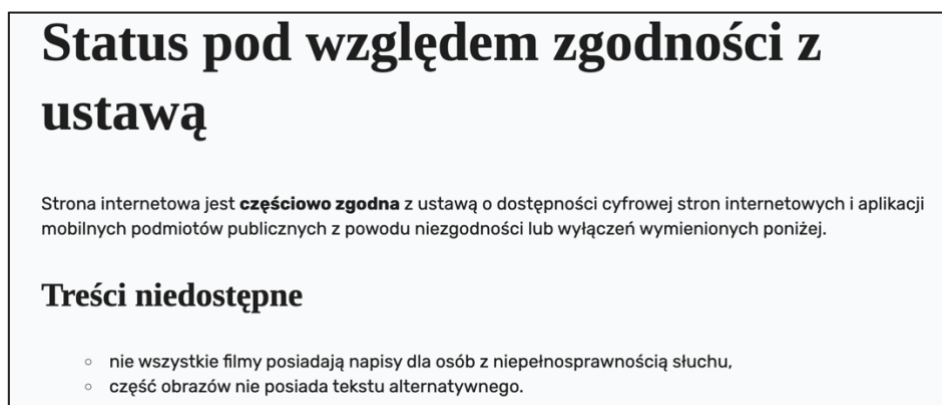 Status pod względem zgodności z
ustawą
Strona internetowa jest częściowo zgodna z ustawą o dostępności cyfrowej stron internetowych i aplikacji
mobilnych podmiotów publicznych z powodu niezgodności lub wyłączeń wymienionych poniżej.
Treści niedostępne
◦ nie wszystkie filmy posiadają napisy dla osób z niepełnosprawnością słuchu,
◦ część obrazów nie posiada tekstu alternatywnego.